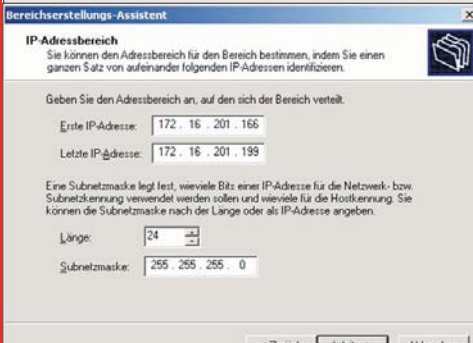 Bereichserstellungs-Assistent
IP-Adressbereich
Sie können den Adressbereich für den Bereich bestimmen, indem Sie einen
ganzen Satz von aufeinander folgenden IP-Adressen identifizieren.
Geben Sie den Adressbereich an, auf den sich der Bereich verteilt.
Erste IP-Adresse: 172 . 16 . 201 . 166
Letzte IP-Adresse: 172 . 16 . 201 . 199
Eine Subnetzmaske legt fest, wieviele Bits einer IP-Adresse für die Netzwerk- bzw.
Subnetzkennung verwendet werden sollen und wieviele für die Hostkennung. Sie
können die Subnetzmaske nach der Länge oder als IP-Adresse angeben.
Länge: 24
Subnetzmaske: 255 . 255 . 255 . 0